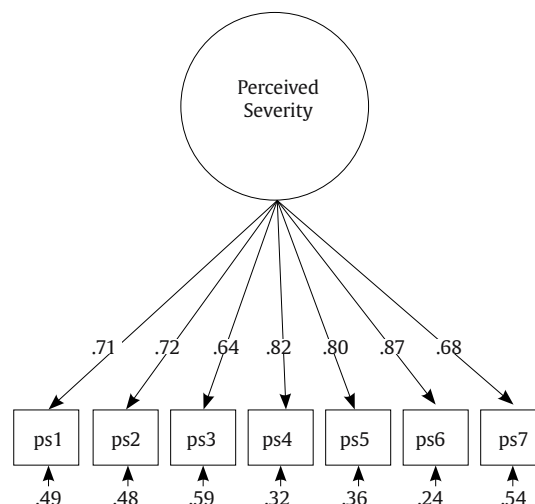 Perceived
Severity
.71 .72 .64 .82 .80 .87 .68
ps1 ps2 ps3 ps4 ps5 ps6 ps7
.49 .48 .59 .32 .36 .24 .54